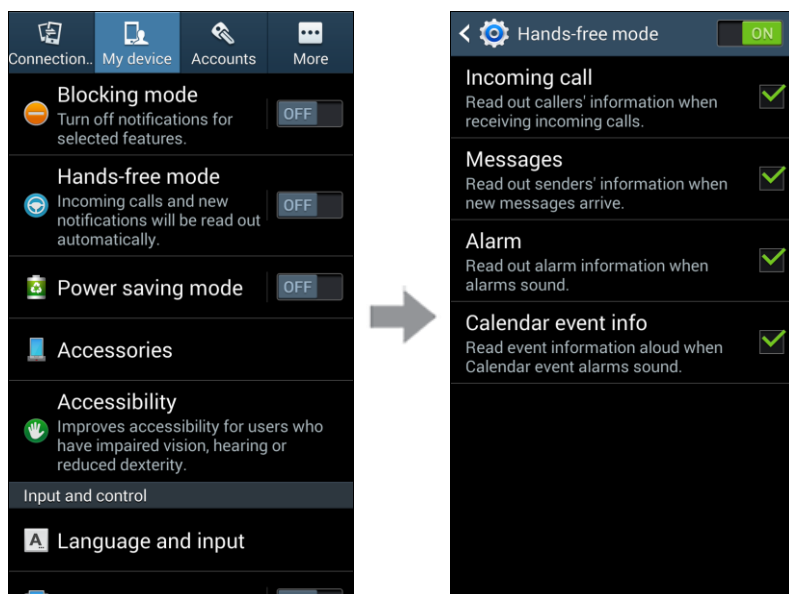 Connection.. My device Accounts More
Blocking mode
Turn off notifications for
selected features.
OFF
Hands-free mode
Incoming calls and new
notifications will be read out
automatically.
OFF
Power saving mode
OFF
Accessories
Accessibility
Improves accessibility for users who
have impaired vision, hearing or
reduced dexterity.
Input and control
A
Language and input
Hands-free mode
ON
Incoming call
Read out callers' information when
receiving incoming calls.
Messages
Read out senders' information when
new messages arrive.
Alarm
Read out alarm information when
alarms sound.
Calendar event info
Read event information aloud when
Calendar event alarms sound.